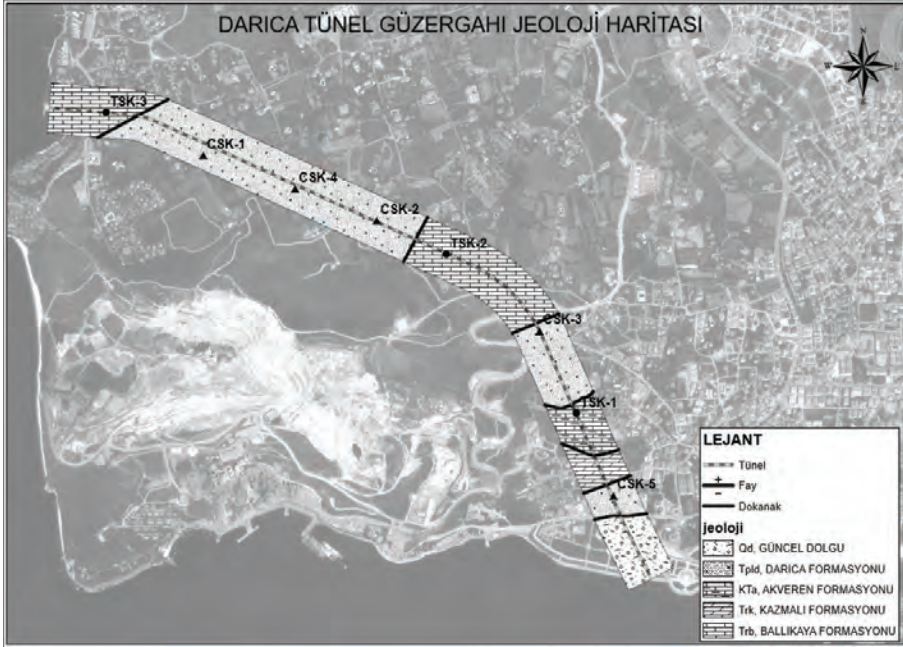 DARICA TÜNEL GÜZERGAHI JEOLOJİ HARİTASI
N
W
E
S
TSK-3
CSK-1
CSK-4
CSK-2
TSK-2
CSK-3
TSK-1
CSK-5
LEJANT
Tünel
Fay
Dokanak
jeoloji
Qd, GÜNCEL DOLGU
Tpld, DARICA FORMASYONU
KTa, AKVEREN FORMASYONU
Trk, KAZMALI FORMASYONU
Trb, BALLIKAYA FORMASYONU